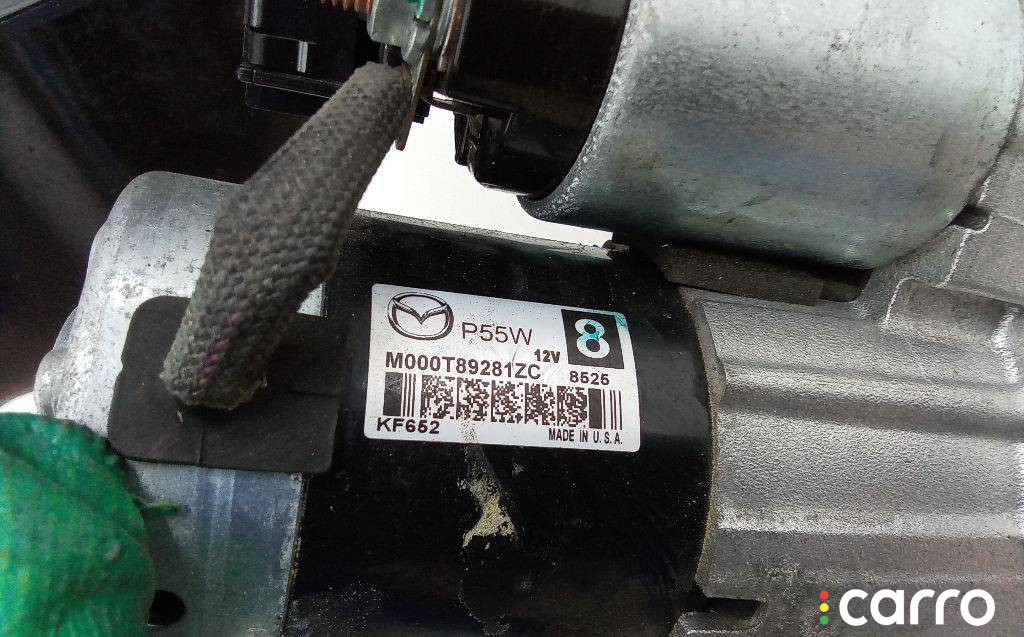 P55W
8
12V
M000T89281ZC
8525
KF652
MADE IN U.S.A.
carro